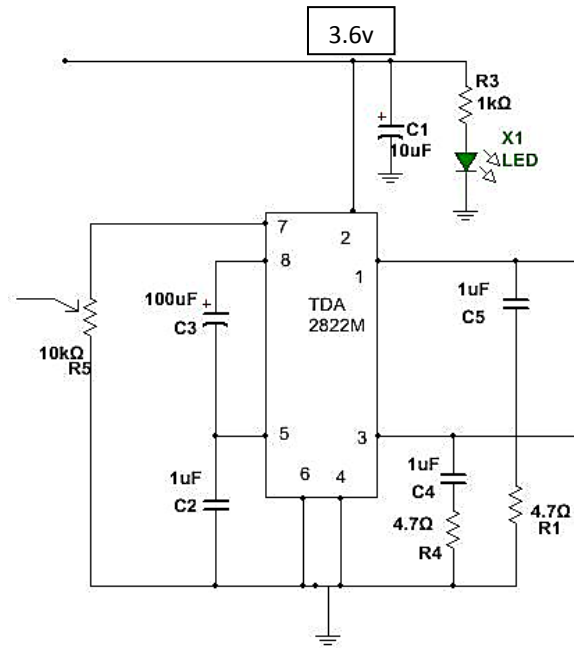 3.6v
R3
1kΩ
C1
10uF
X1
LED
7
2
8
1
100uF
C3
TDA
2822M
1uF
C5
10kΩ
R5
5
3
1uF
C2
6 4
1uF
C4
4.7Ω
R4
4.7Ω
R1